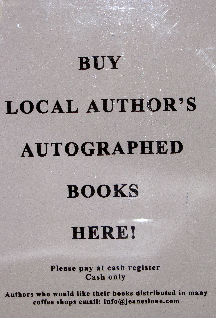 BUY
LOCAL AUTHOR'S
AUTOGRAPHED
BOOKS
HERE!
Please pay at cash register
Cash only
Authors who would like their books distributed in many
coffee shops email: info@jeanestone.com